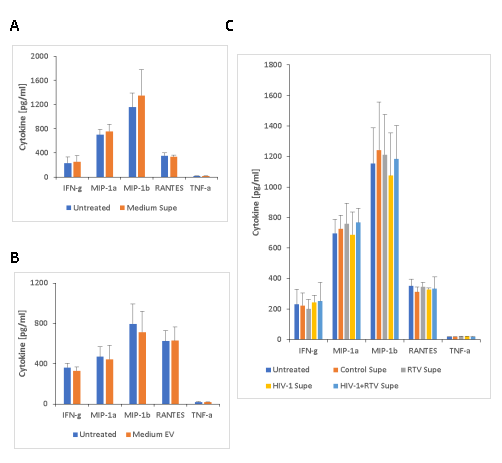 A
2000
1600
1200
800
400
0
Cytokine [pg/ml]
IFN-g MIP-1a MIP-1b RANTES TNF-a
Untreated Medium Supe
B
1200
800
400
0
Cytokine [pg/ml]
IFN-g MIP-1a MIP-1b RANTES TNF-a
Untreated Medium EV
C
1800
1600
1400
1200
1000
800
600
400
200
0
Cytokine [pg/ml]
IFN-g MIP-1a MIP-1b RANTES TNF-a
Untreated Control Supe RTV Supe
HIV-1 Supe HIV-1+RTV Supe